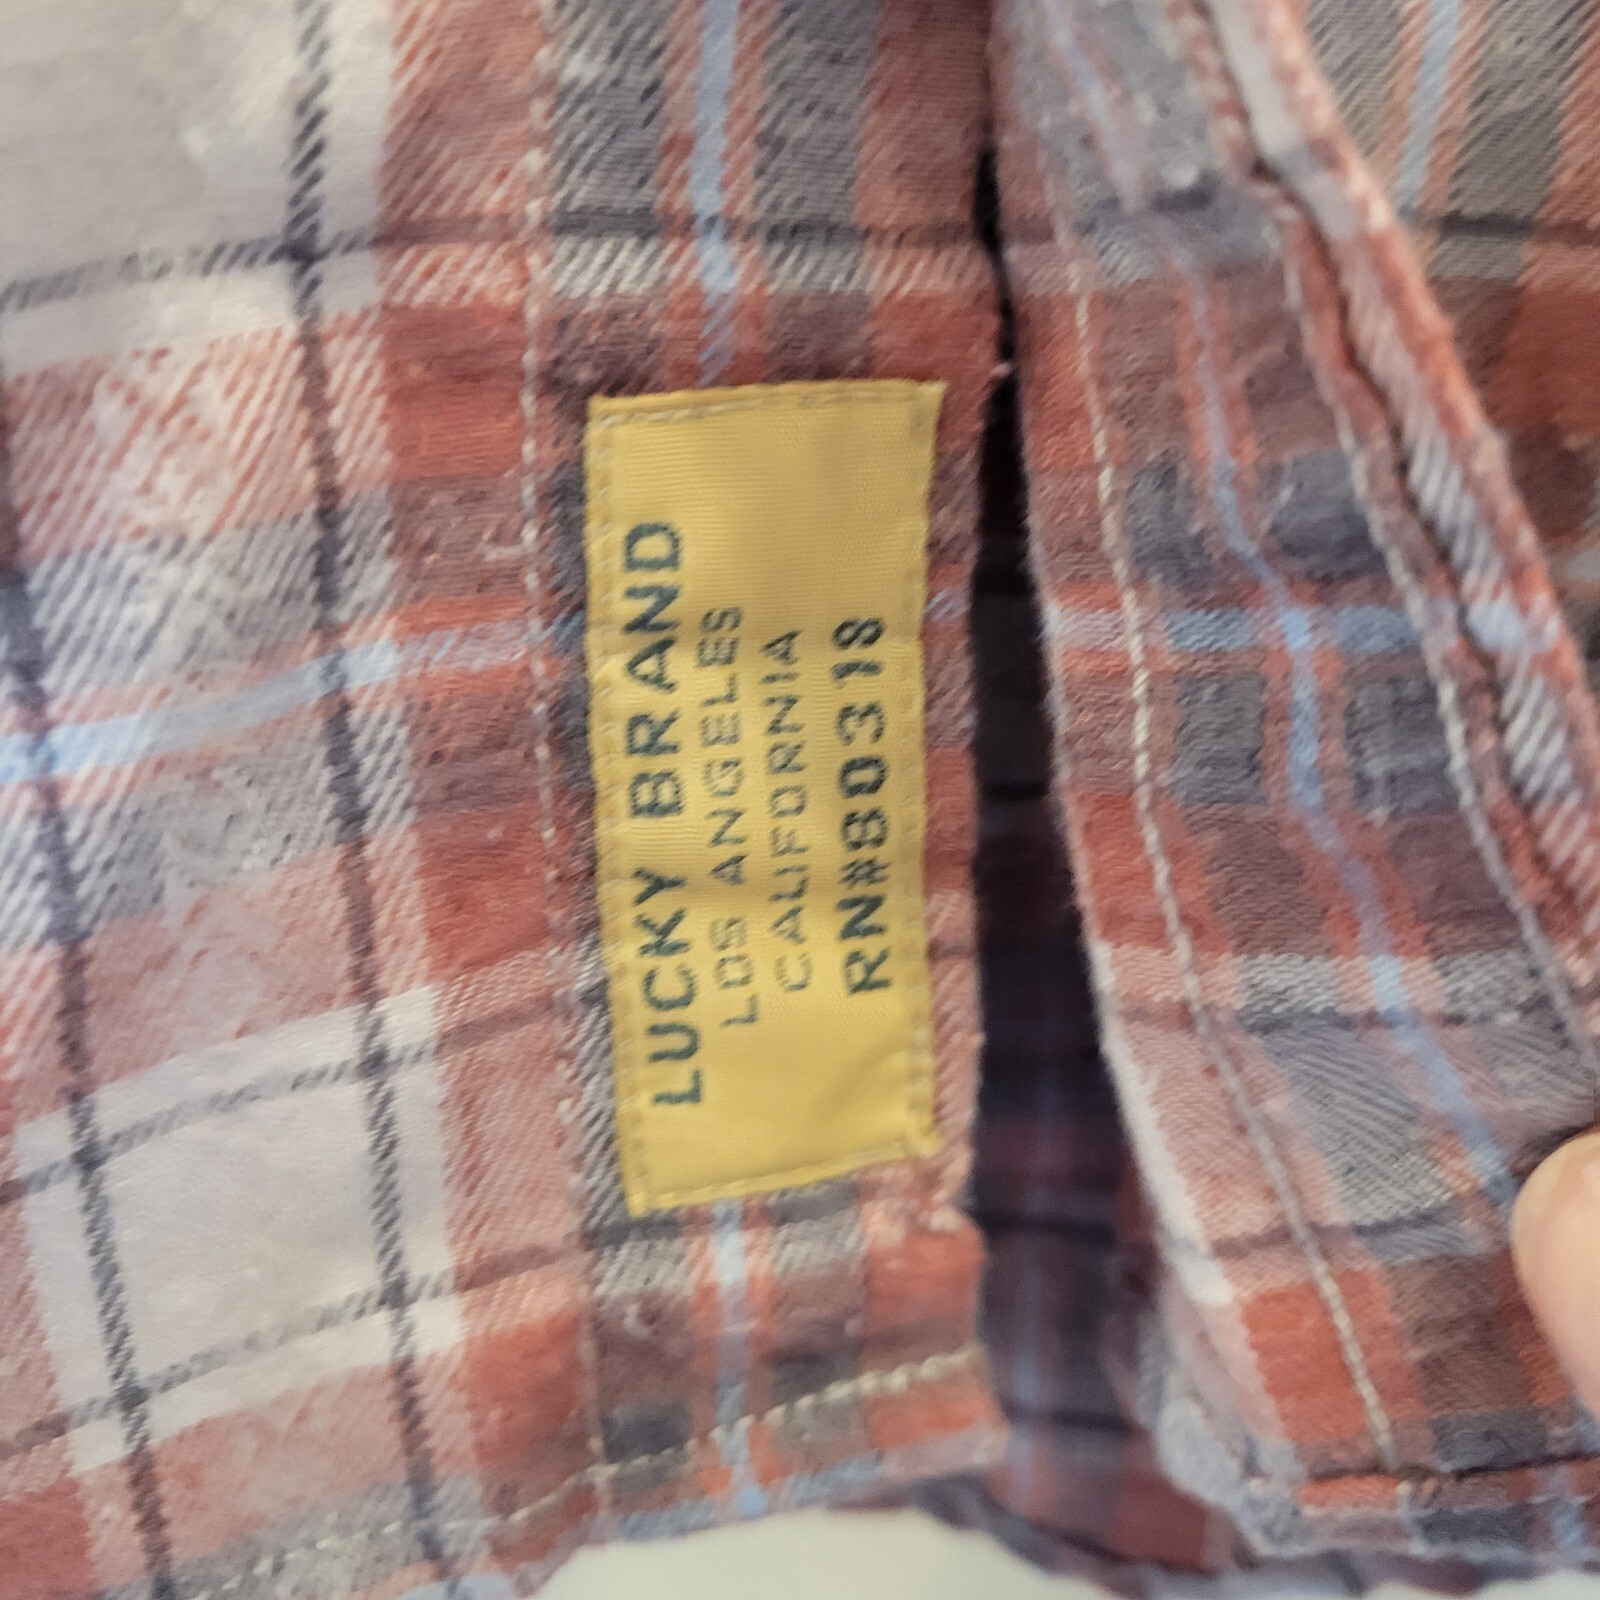 LUCKY BRAND
LOS ANGELES
CALIFORNIA
RN#80318